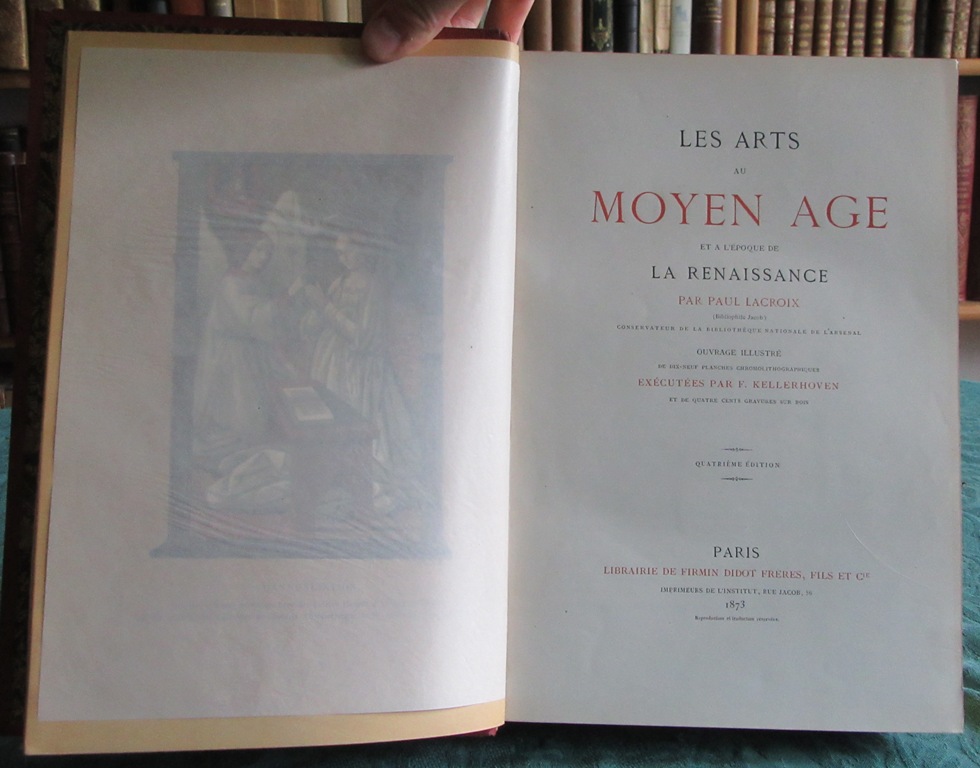 LES ARTS
AU
MOYEN AGE
ET A L'ÉPOQUE DE
LA RENAISSANCE
PAR PAUL LACROIX
(Bibliophile Jacob)
CONSERVATEUR DE LA BIBLIOTHÈQUE NATIONALE DE L'ARSENAL
OUVRAGE ILLUSTRÉ
DE DIX-NEUF PLANCHES CHROMOLITHOGRAPHIQUES
EXÉCUTÉES PAR F. KELLERHOVEN
ET DE QUATRE CENTS GRAVURES SUR BOIS
QUATRIÈME ÉDITION
PARIS
LIBRAIRIE DE FIRMIN DIDOT FRÈRES, FILS ET Cie
IMPRIMEURS DE L'INSTITUT, RUE JACOB, 56
1873
Reproduction et traduction réservées.